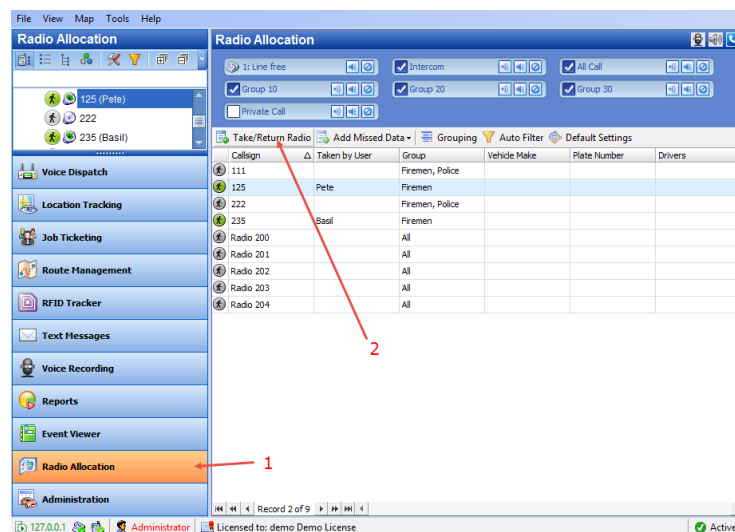 File View Map Tools Help
Radio Allocation
125 (Pete)
222
235 (Basil)
Voice Dispatch
Location Tracking
Job Ticketing
Route Management
RFID Tracker
Text Messages
Voice Recording
Reports
Event Viewer
Radio Allocation
1
Administration
Radio Allocation
1: Line free Intercom All Call
Group 10 Group 20 Group 30
Private Call
Take/Return Radio Add Missed Data Grouping Auto Filter Default Settings
Callsign Taken by User Group Vehicle Make Plate Number Drivers
111 Firemen, Police
125 Pete Firemen
222 Firemen, Police
235 Basil Firemen
Radio 200 All
Radio 201 All
Radio 202 All
Radio 203 All
Radio 204 All
2
Record 2 of 9
127.0.0.1 Administrator Licensed to: demo Demo License Active